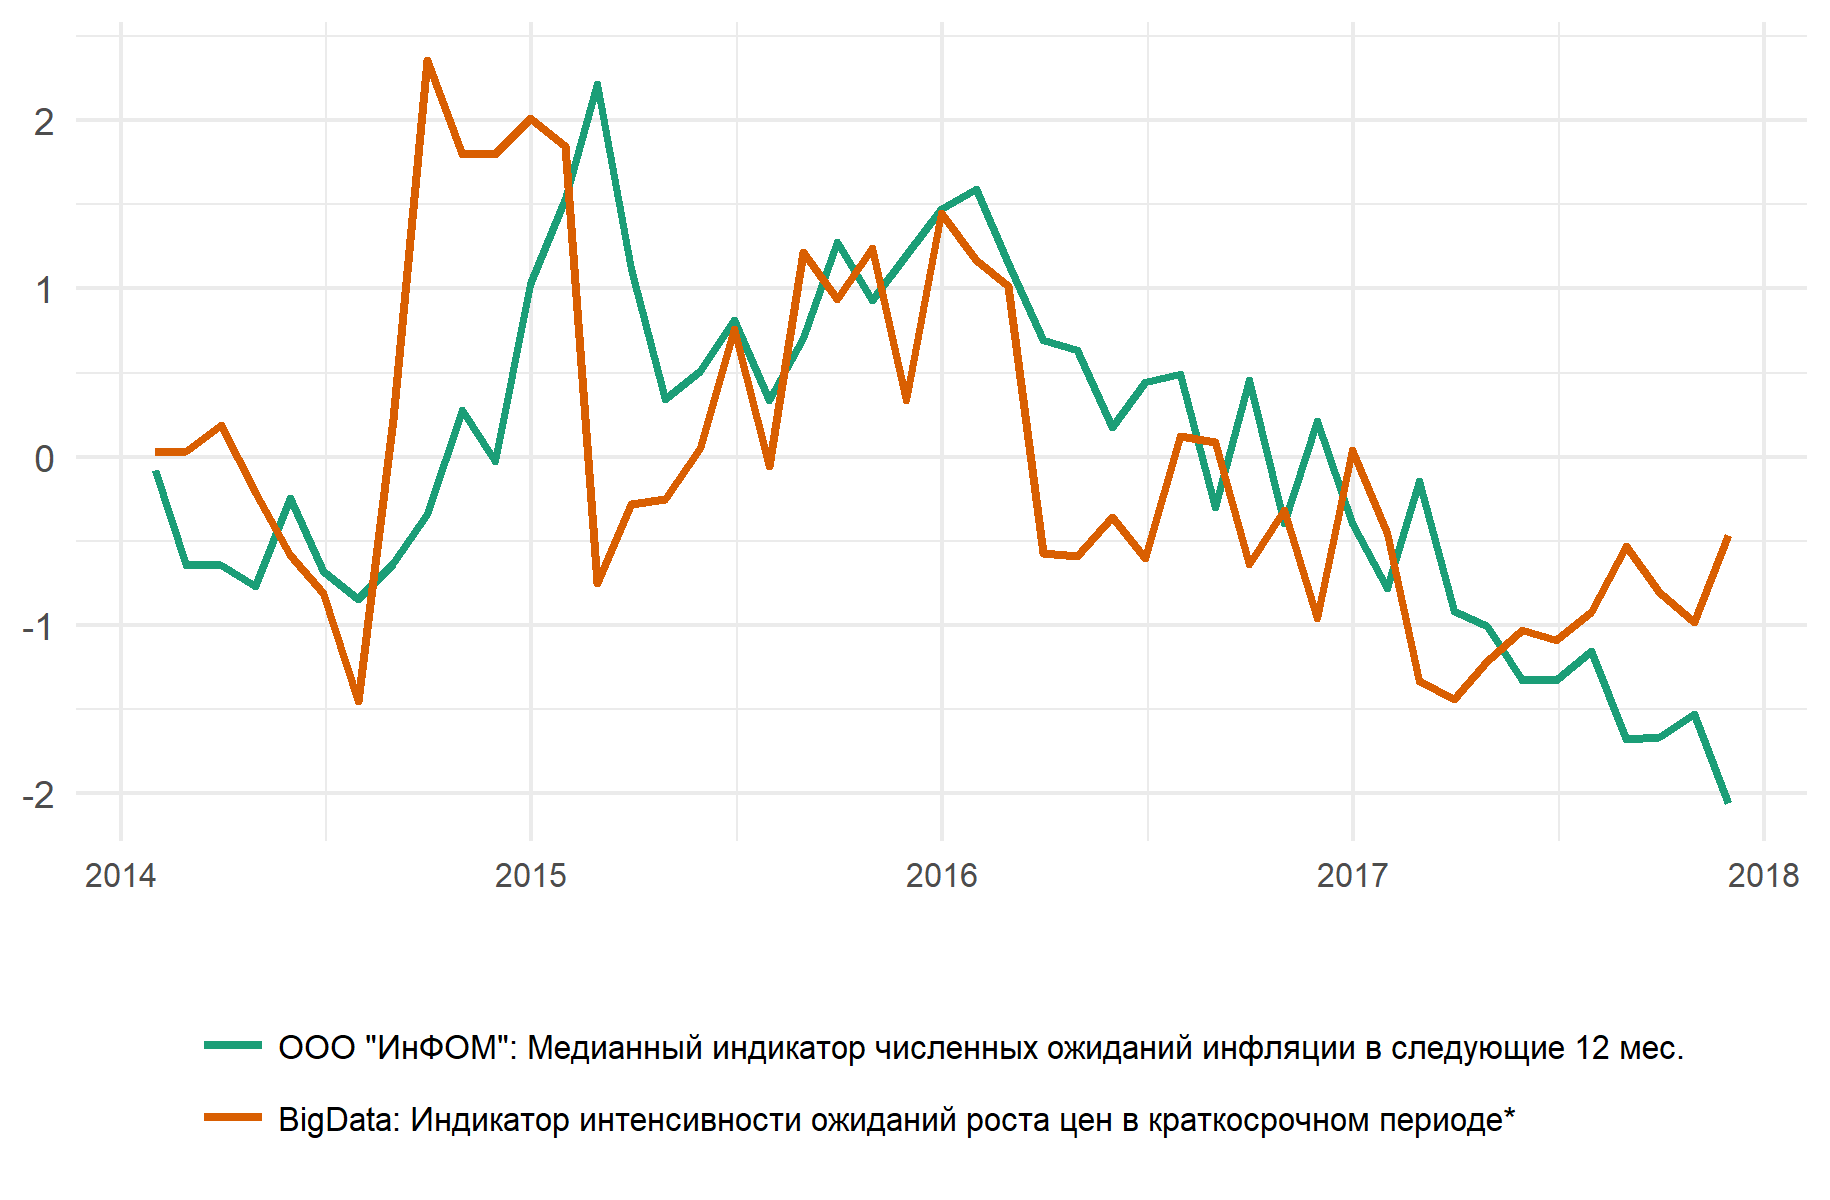 2
1
0
-1
-2
2014 2015 2016 2017 2018
ООО "ИнФОМ": Медианный индикатор численных ожиданий инфляции в следующие 12 мес.
BigData: Индикатор интенсивности ожиданий роста цен в краткосрочном периоде*